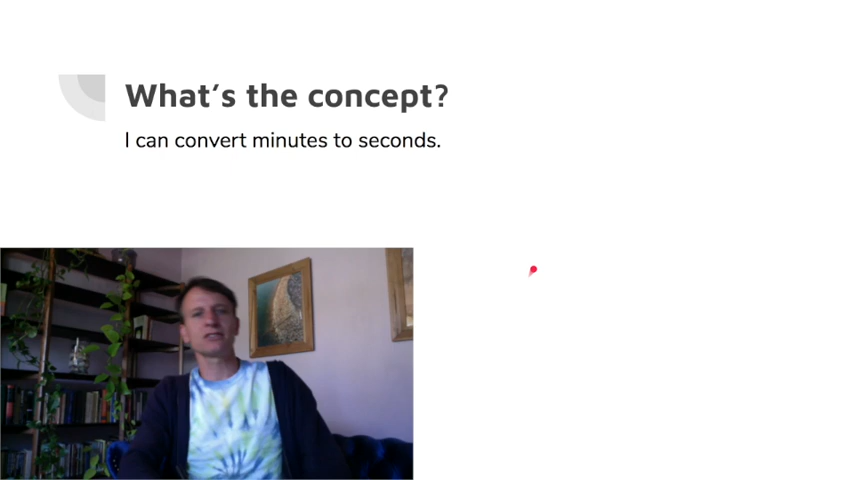 What’s the concept?
I can convert minutes to seconds.